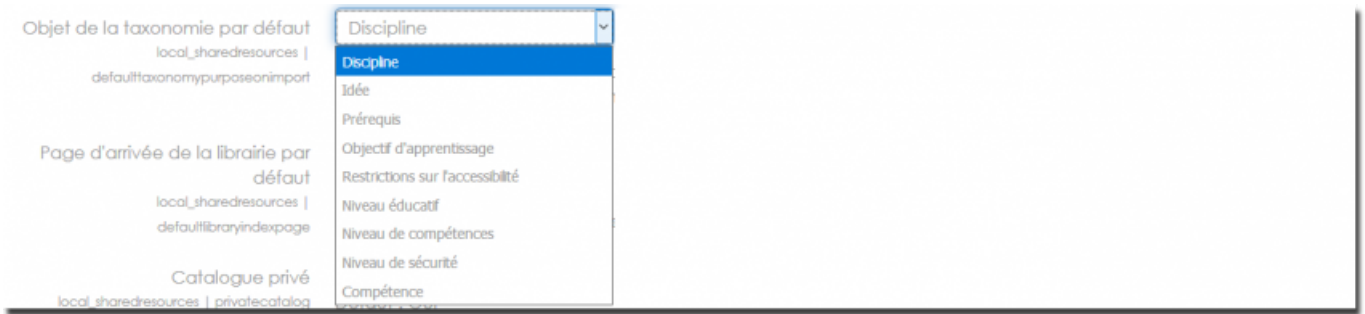 Objet de la taxonomie par défaut
local_sharedresources |
defaulttaxonomypurposeonimport
Discipline
Discipline
Idée
Prérequis
Objectif d'apprentissage
Restrictions sur l'accessibilité
Niveau éducatif
Niveau de compétences
Niveau de sécurité
Compétence
Page d'arrivée de la librairie par
défaut
local_sharedresources |
defaultlibraryindexpage
Catalogue privé
local_sharedresources | privatecatalog